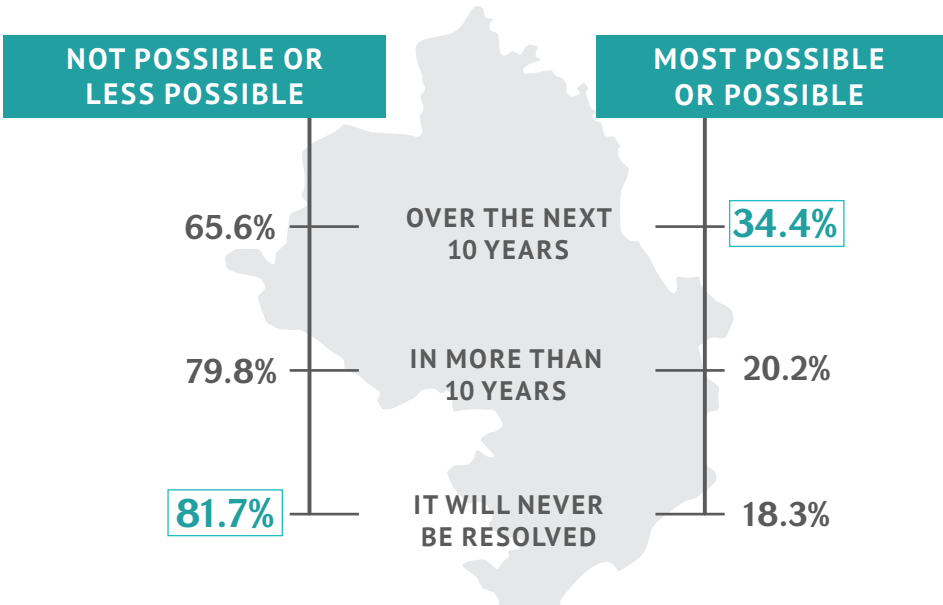 NOT POSSIBLE OR
LESS POSSIBLE
MOST POSSIBLE
OR POSSIBLE
65.6%
OVER THE NEXT
10 YEARS
34.4%
79.8%
IN MORE THAN
10 YEARS
20.2%
81.7%
IT WILL NEVER
BE RESOLVED
18.3%